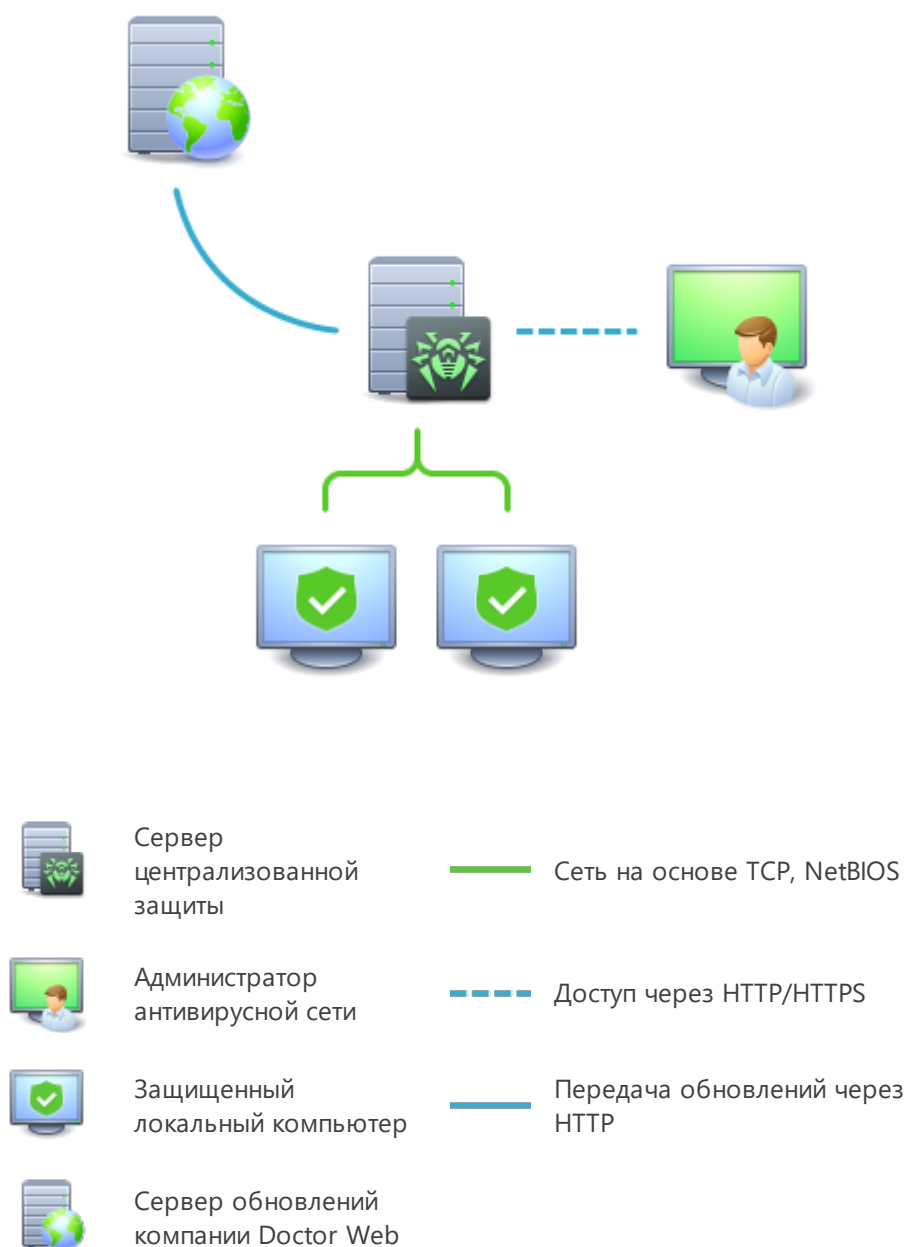 Сервер
централизованной
защиты
Сеть на основе TCP, NetBIOS
Администратор
антивирусной сети
Доступ через HTTP/HTTPS
Защищенный
локальный компьютер
Передача обновлений через
HTTP
Сервер обновлений
компании Doctor Web